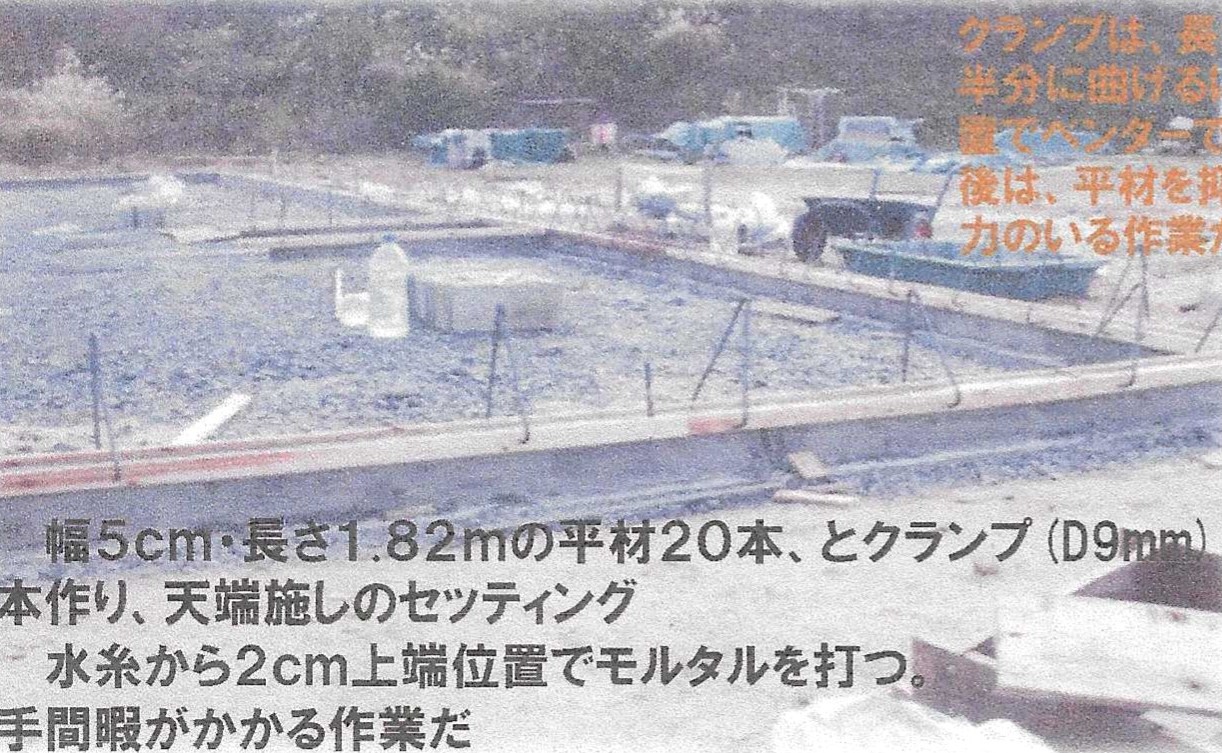 クランプは、長
半分に曲げる
直でベンダーで
後は、平材を抑
力のいる作業だ
幅5cm・長さ1.82mの平材20本、とクランプ(D9mm)
本作り、天端施しのセッティング
水糸から2cm上端位置でモルタルを打つ。
手間暇がかかる作業だ